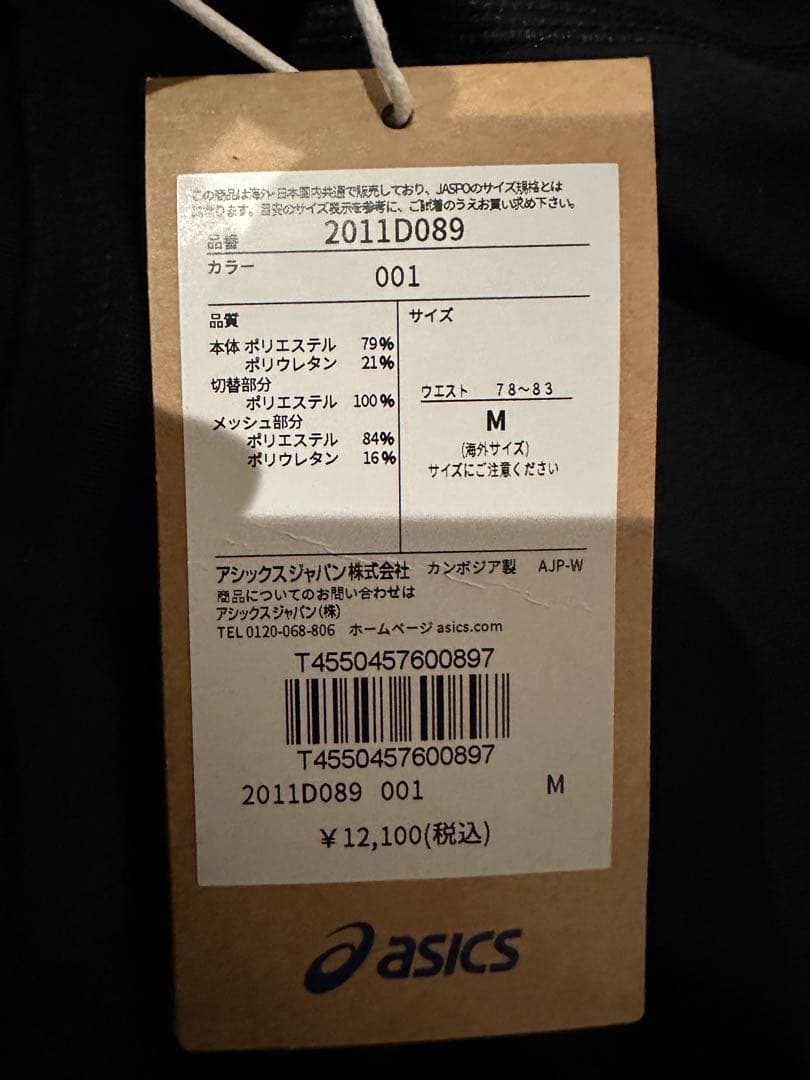 この商品は海外・日本国内共通で販売しており、JASPOのサイズ規格とは
異なります。目安のサイズ表示を参考に、ご試着のうえお買い求め下さい。
品番 2011D089
カラー 001
品質
本体 ポリエステル 79%
ポリウレタン 21%
切替部分
ポリエステル 100%
メッシュ部分
ポリエステル 84%
ポリウレタン 16%
サイズ
ウエスト 78〜83
M
(海外サイズ)
サイズにご注意ください
アシックスジャパン株式会社 カンボジア製 AJP-W
商品についてのお問い合わせは
アシックスジャパン(株)
TEL 0120-068-806 ホームページ asics.com
T4550457600897
T4550457600897
2011D089 001 M
¥12,100(税込)
asics